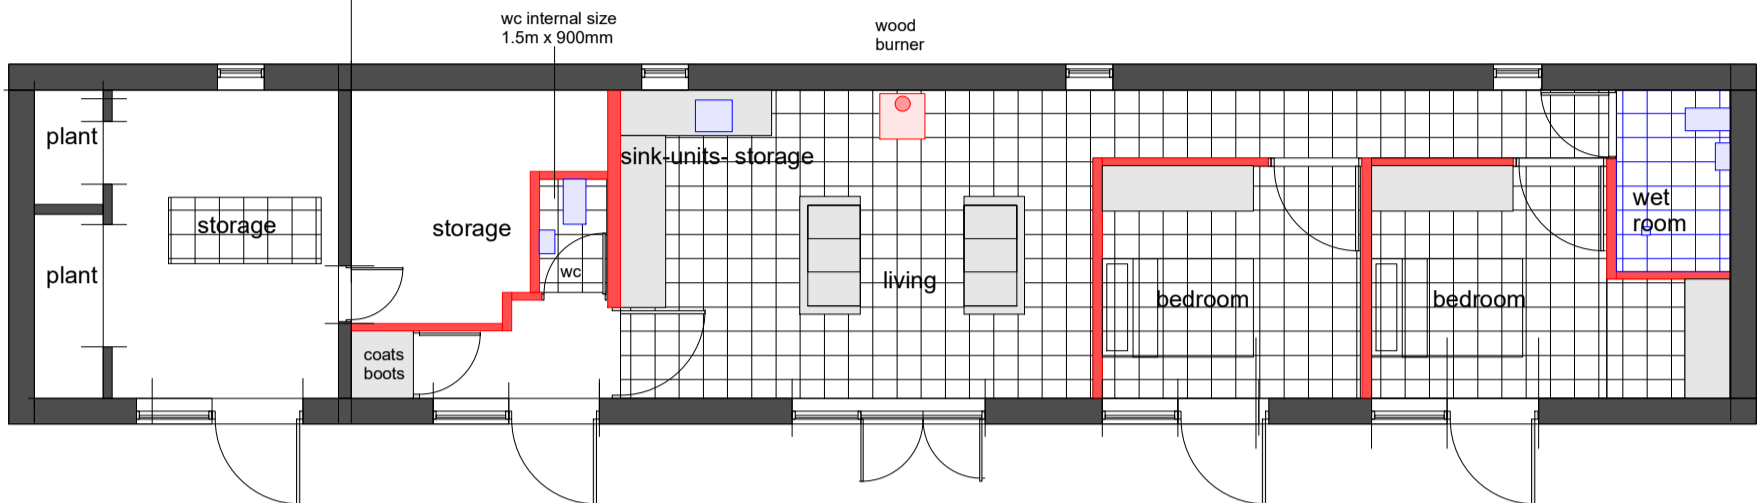 wc internal size
1.5m x 900mm
wood
burner
plant
sink-units- storage
storage
storage
wet
room
plant
wc
living
bedroom
bedroom
coats
boots